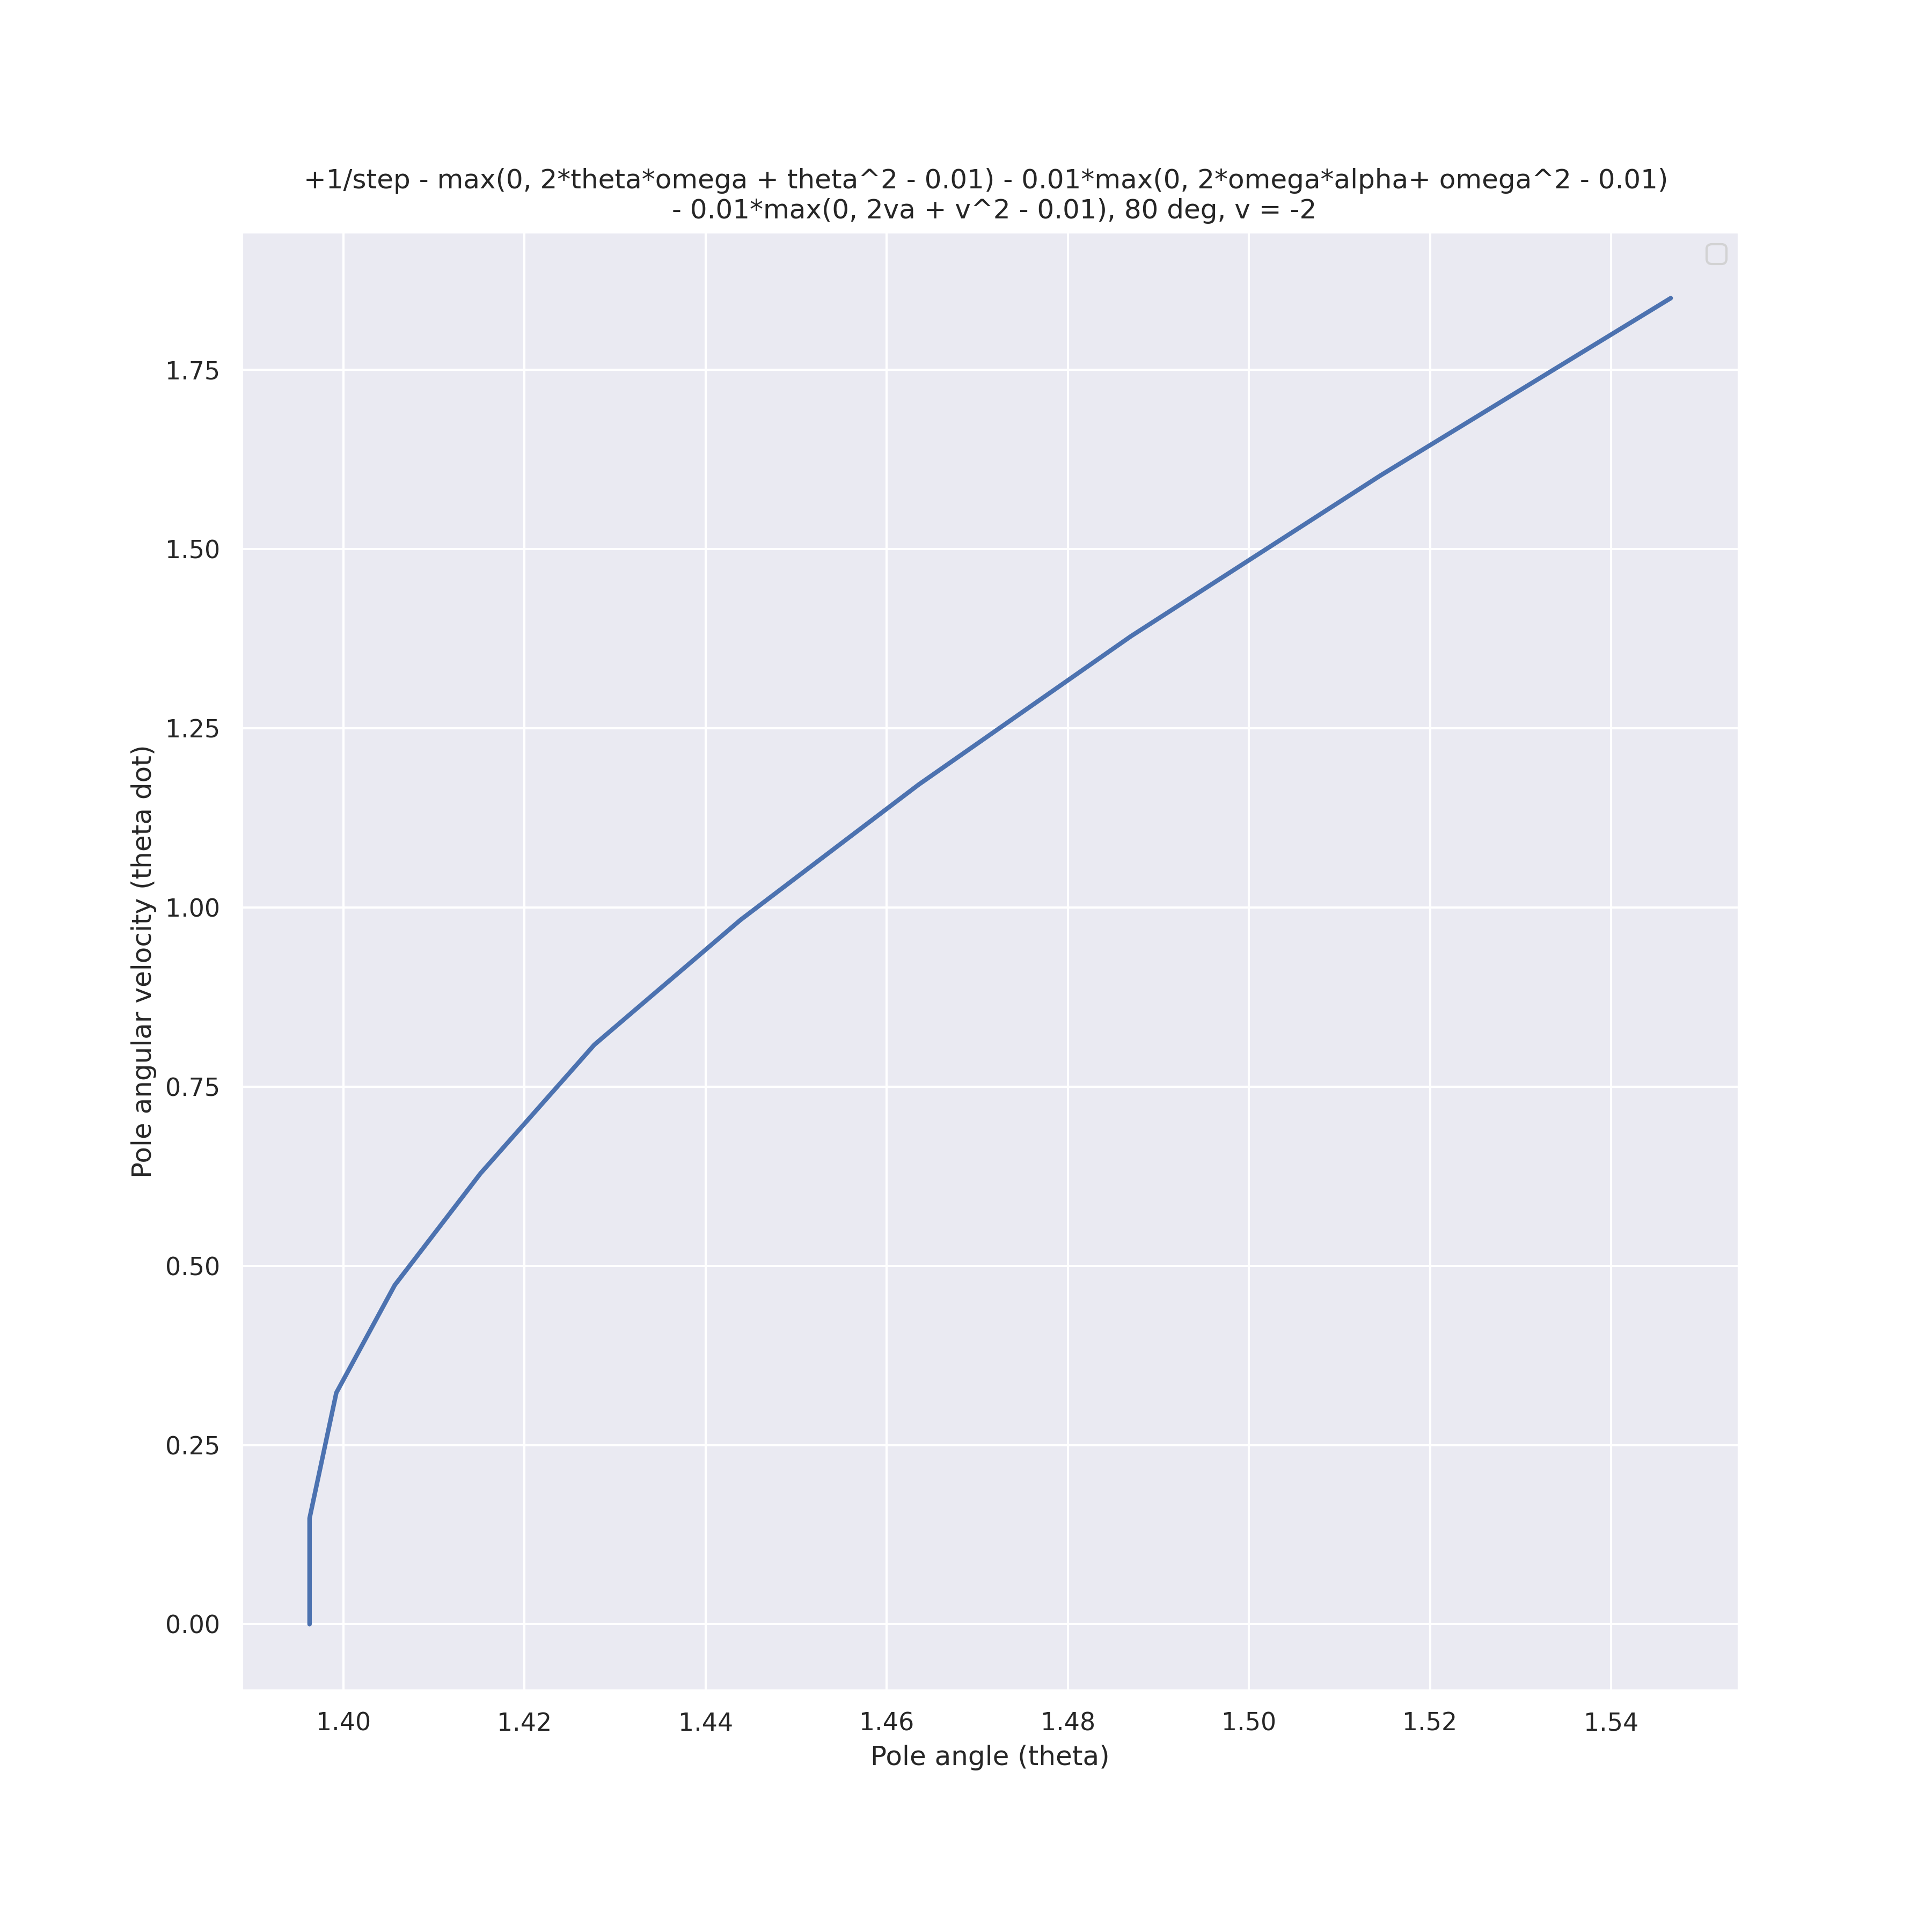 +1/step - max(0, 2*theta*omega + theta^2 - 0.01) - 0.01*max(0, 2*omega*alpha+ omega^2 - 0.01)
- 0.01*max(0, 2va + v^2 - 0.01), 80 deg, v = -2
Pole angular velocity (theta dot)
1.75
1.50
1.25
1.00
0.75
0.50
0.25
0.00
1.40 1.42 1.44 1.46 1.48 1.50 1.52 1.54
Pole angle (theta)